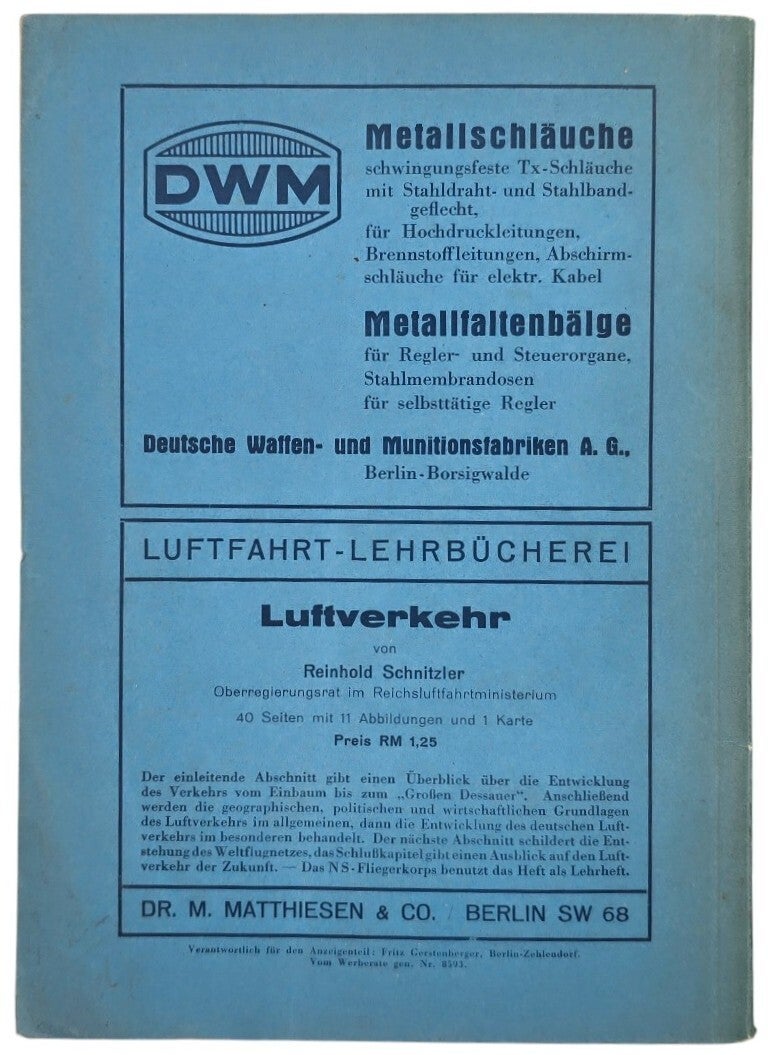 DWM
Metallschläuche
schwingungsfeste Tx-Schläuche
mit Stahldraht- und Stahlband-
geflecht,
für Hochdruckleitungen,
Brennstoffleitungen, Abschirm-
schläuche für elektr. Kabel
Metallfaltenbälge
für Regler- und Steuerorgane,
Stahlmembrandosen
für selbsttätige Regler
Deutsche Waffen- und Munitionsfabriken A. G.,
Berlin-Borsigwalde
LUFTFAHRT-LEHRBÜCHEREI
Luftverkehr
von
Reinhold Schnitzler
Oberregierungsrat im Reichsluftfahrtministerium
40 Seiten mit 11 Abbildungen und 1 Karte
Preis RM 1,25
Der einleitende Abschnitt gibt einen Überblick über die Entwicklung
des Verkehrs vom Einbaum bis zum „Großen Dessauer“. Anschließend
werden die geographischen, politischen und wirtschaftlichen Grundlagen
des Luftverkehrs im allgemeinen, dann die Entwicklung des deutschen Luft-
verkehrs im besonderen behandelt. Der nächste Abschnitt schildert die Ent-
stehung des Weltflugnetzes, das Schlußkapitel gibt einen Ausblick auf den Luft-
verkehr der Zukunft. — Das NS-Fliegerkorps benutzt das Heft als Lehrheft.
DR. M. MATTHIESEN & CO. / BERLIN SW 68
Verantwortlich für den Anzeigenteil: Fritz Gerstenberger, Berlin-Zehlendorf.
Vom Werberate gen. Nr. 8593.